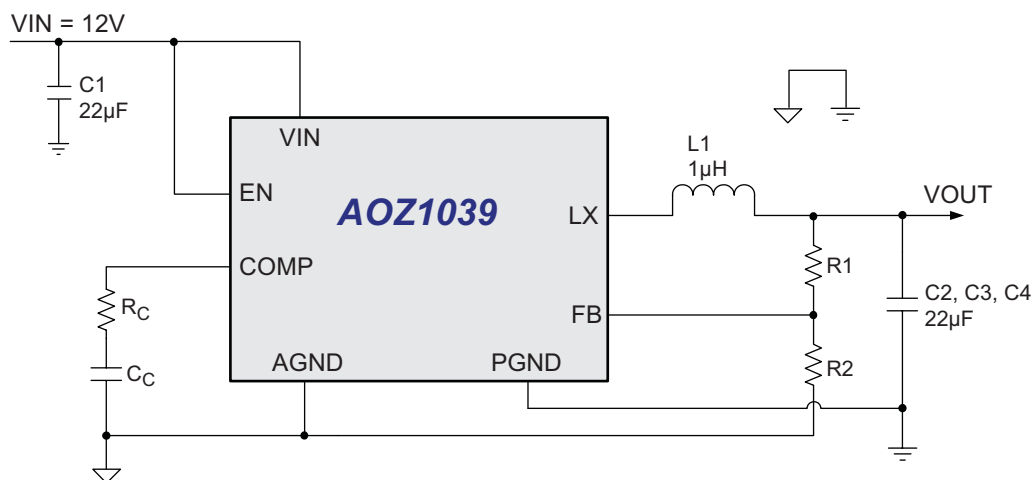 VIN = 12V
C1
22µF
VIN
EN
AOZ1039
LX
L1
1µH
VOUT
COMP
R1
RC
FB
C2, C3, C4
22µF
CC
AGND
PGND
R2